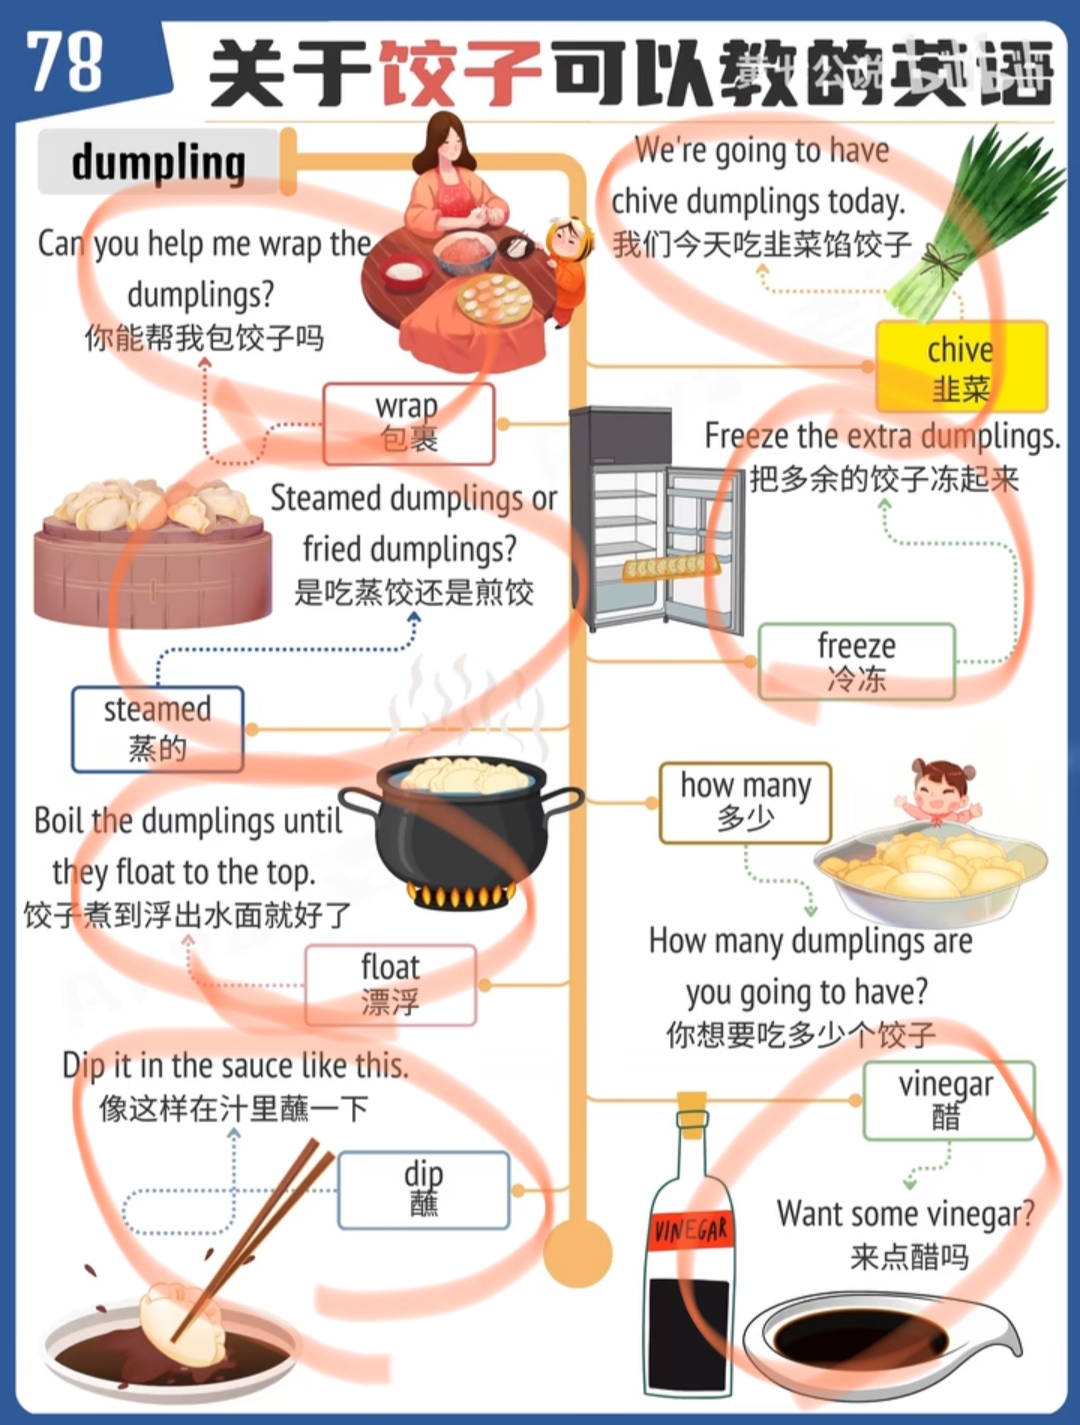 78
关于饺子可以教的英语
dumpling
Can you help me wrap the
dumplings?
你能帮我包饺子吗
wrap
包裹
Steamed dumplings or
fried dumplings?
是吃蒸饺还是煎饺
steamed
蒸的
Boil the dumplings until
they float to the top.
饺子煮到浮出水面就好了
float
漂浮
Dip it in the sauce like this.
像这样在汁里蘸一下
dip
蘸
We're going to have
chive dumplings today.
我们今天吃韭菜馅饺子
chive
韭菜
Freeze the extra dumplings.
把多余的饺子冻起来
freeze
冷冻
how many
多少
How many dumplings are
you going to have?
你想要吃多少个饺子
vinegar
醋
VINEGAR
Want some vinegar?
来点醋吗